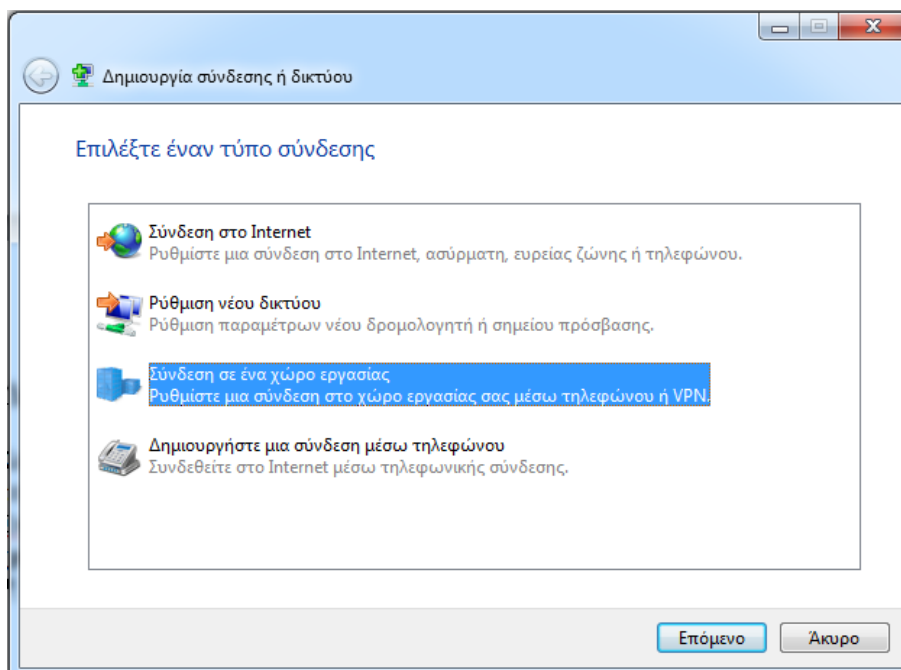 Δημιουργία σύνδεσης ή δικτύου
Επιλέξτε έναν τύπο σύνδεσης
Σύνδεση στο Internet
Ρυθμίστε μια σύνδεση στο Internet, ασύρματη, ευρείας ζώνης ή τηλεφώνου.
Ρύθμιση νέου δικτύου
Ρύθμιση παραμέτρων νέου δρομολογητή ή σημείου πρόσβασης.
Σύνδεση σε ένα χώρο εργασίας
Ρυθμίστε μια σύνδεση στο χώρο εργασίας σας μέσω τηλεφώνου ή VPN.
Δημιουργήστε μια σύνδεση μέσω τηλεφώνου
Συνδεθείτε στο Internet μέσω τηλεφωνικής σύνδεσης.
Επόμενο Άκυρο